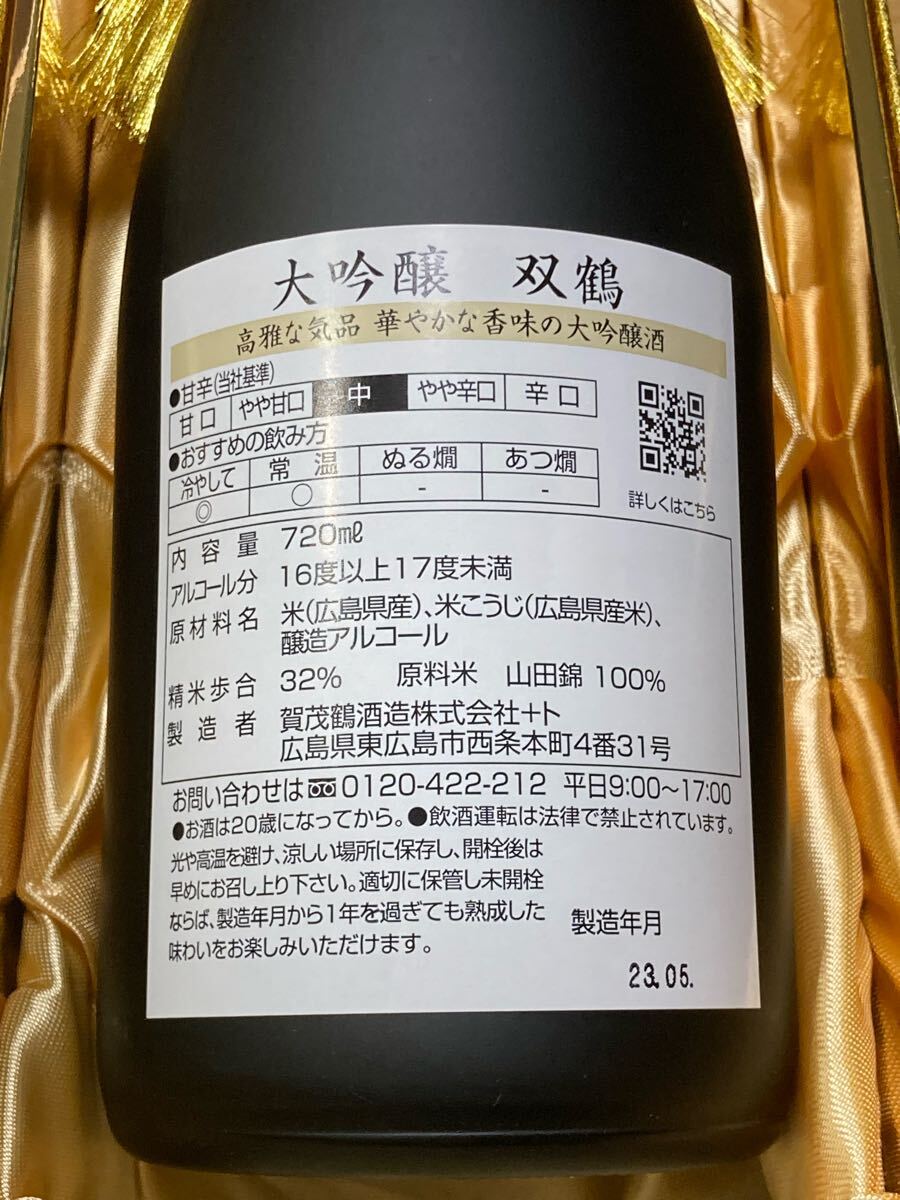 大吟醸 双鶴
高雅な気品 華やかな香味の大吟醸酒
●甘辛(当社基準)
甘口 やや甘口 中 やや辛口 辛口
●おすすめの飲み方
冷やして 常温 ぬる燗 あつ燗
◎ ○ - -
詳しくはこちら
内容量 720㎖
アルコール分 16度以上17度未満
原材料名 米(広島県産)、米こうじ(広島県産米)、
醸造アルコール
精米歩合 32% 原料米 山田錦 100%
製造者 賀茂鶴酒造株式会社+ト
広島県東広島市西条本町4番31号
お問い合わせは 0120-422-212 平日9:00〜17:00
●お酒は20歳になってから。●飲酒運転は法律で禁止されています。
光や高温を避け、涼しい場所に保存し、開栓後は
早めにお召し上り下さい。適切に保管し未開栓
ならば、製造年月から1年を過ぎても熟成した
味わいをお楽しみいただけます。
製造年月
23.05.